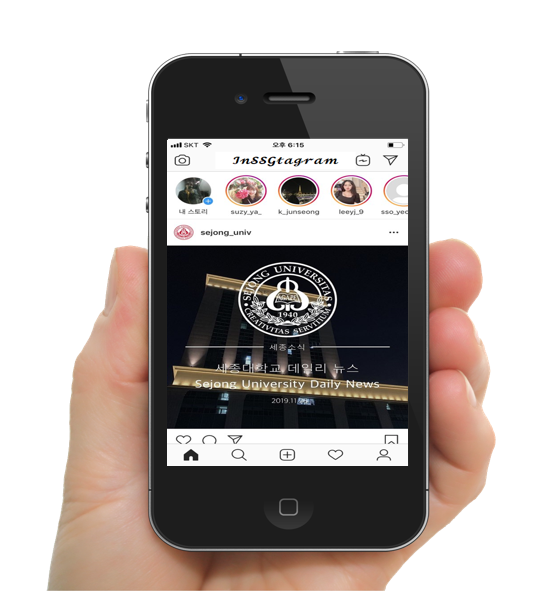 SKT 오후 6:15
InSSGtagram
내 스토리 suzy_ya_ k_junseong leeyj_9 sso_yeo
sejong_univ
SEJONG UNIVERSITAS
1940
CREATIVITAS SERVITIUM
세종소식
세종대학교 데일리 뉴스
Sejong University Daily News
2019.11